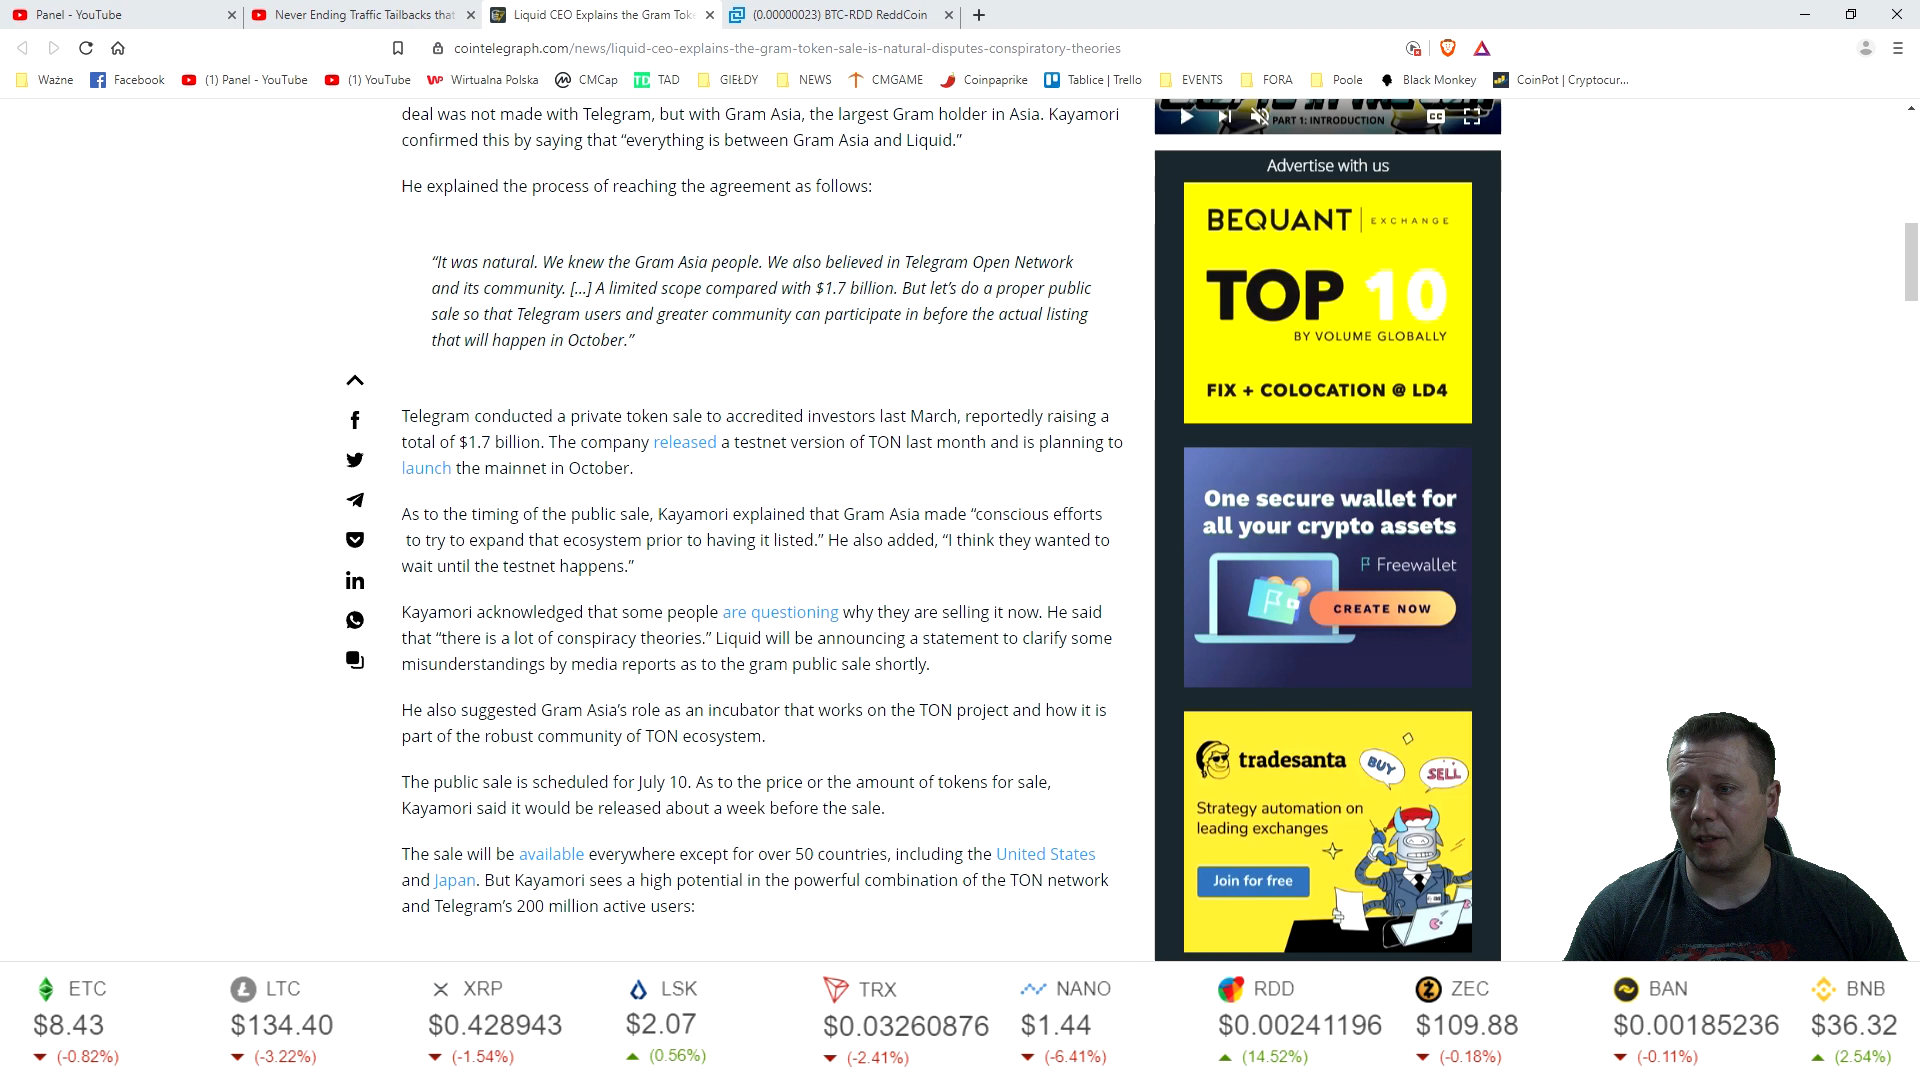 Panel - YouTube
Never Ending Traffic Tailbacks that
Liquid CEO Explains the Gram Toke
(0.00000023) BTC-RDD ReddCoin
cointelegraph.com/news/liquid-ceo-explains-the-gram-token-sale-is-natural-disputes-conspiratory-theories
Ważne
Facebook
(1) Panel - YouTube
(1) YouTube
Wirtualna Polska
CMCap
TAD
GIEŁDY
NEWS
CMGAME
Coinpaprike
Tablice | Trello
EVENTS
FORA
Poole
Black Monkey
CoinPot | Cryptocur...
deal was not made with Telegram, but with Gram Asia, the largest Gram holder in Asia. Kayamori
confirmed this by saying that “everything is between Gram Asia and Liquid.”
He explained the process of reaching the agreement as follows:
“It was natural. We knew the Gram Asia people. We also believed in Telegram Open Network
and its community. [...] A limited scope compared with $1.7 billion. But let’s do a proper public
sale so that Telegram users and greater community can participate in before the actual listing
that will happen in October.”
Telegram conducted a private token sale to accredited investors last March, reportedly raising a
total of $1.7 billion. The company released a testnet version of TON last month and is planning to
launch the mainnet in October.
As to the timing of the public sale, Kayamori explained that Gram Asia made “conscious efforts
to try to expand that ecosystem prior to having it listed.” He also added, “I think they wanted to
wait until the testnet happens.”
Kayamori acknowledged that some people are questioning why they are selling it now. He said
that “there is a lot of conspiracy theories.” Liquid will be announcing a statement to clarify some
misunderstandings by media reports as to the gram public sale shortly.
He also suggested Gram Asia’s role as an incubator that works on the TON project and how it is
part of the robust community of TON ecosystem.
The public sale is scheduled for July 10. As to the price or the amount of tokens for sale,
Kayamori said it would be released about a week before the sale.
The sale will be available everywhere except for over 50 countries, including the United States
and Japan. But Kayamori sees a high potential in the powerful combination of the TON network
and Telegram’s 200 million active users:
PART 1: INTRODUCTION
CC
Advertise with us
BEQUANT | EXCHANGE
TOP 10
BY VOLUME GLOBALLY
FIX + COLOCATION @ LD4
One secure wallet for
all your crypto assets
Freewallet
CREATE NOW
tradesanta
BUY
SELL
Strategy automation on
leading exchanges
Join for free
ETC
$8.43
(-0.82%)
LTC
$134.40
(-3.22%)
XRP
$0.428943
(-1.54%)
LSK
$2.07
(0.56%)
TRX
$0.03260876
(-2.41%)
NANO
$1.44
(-6.41%)
RDD
$0.00241196
(14.52%)
ZEC
$109.88
(-0.18%)
BAN
$0.00185236
(-0.11%)
BNB
$36.32
(2.54%)